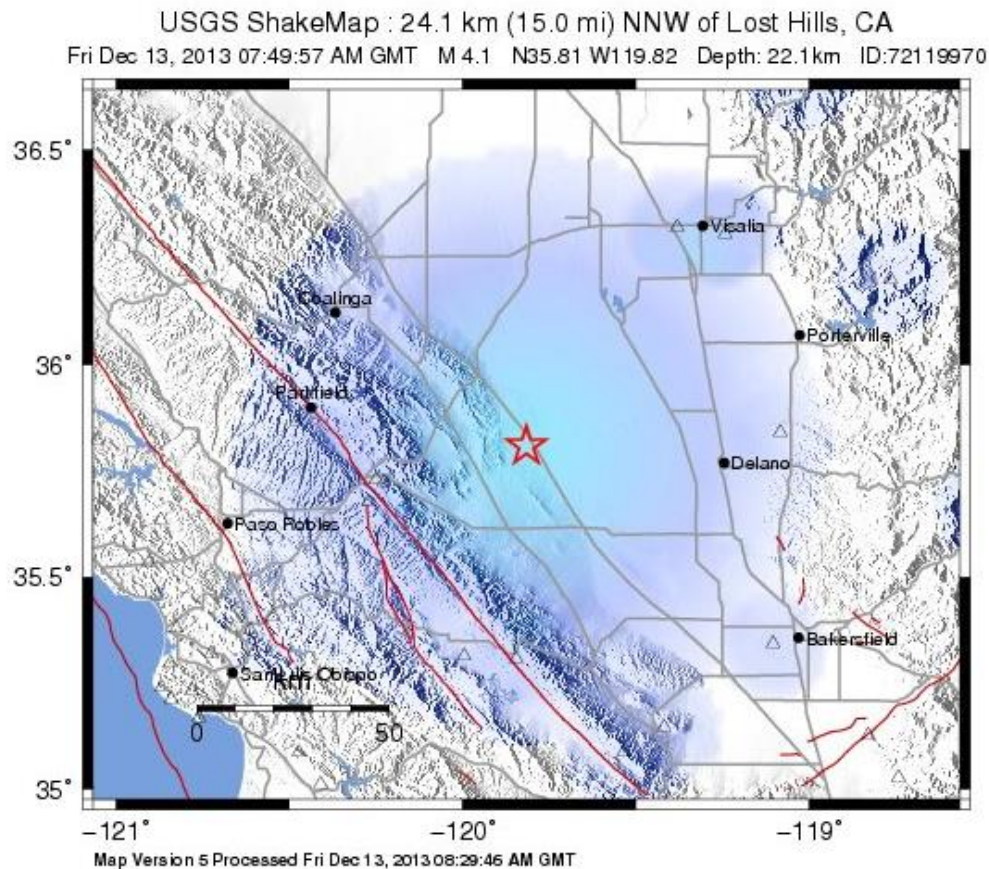 USGS ShakeMap : 24.1 km (15.0 mi) NNW of Lost Hills, CA
Fri Dec 13, 2013 07:49:57 AM GMT M 4.1 N35.81 W119.82 Depth: 22.1km ID:72119970
36.5°
Visalia
Coalinga
Porterville
36°
Parkfield
Delano
Paso Robles
35.5°
Bakersfield
San Luis Obispo
km
0 50
35°
-121° -120° -119°
Map Version 5 Processed Fri Dec 13, 2013 08:29:46 AM GMT